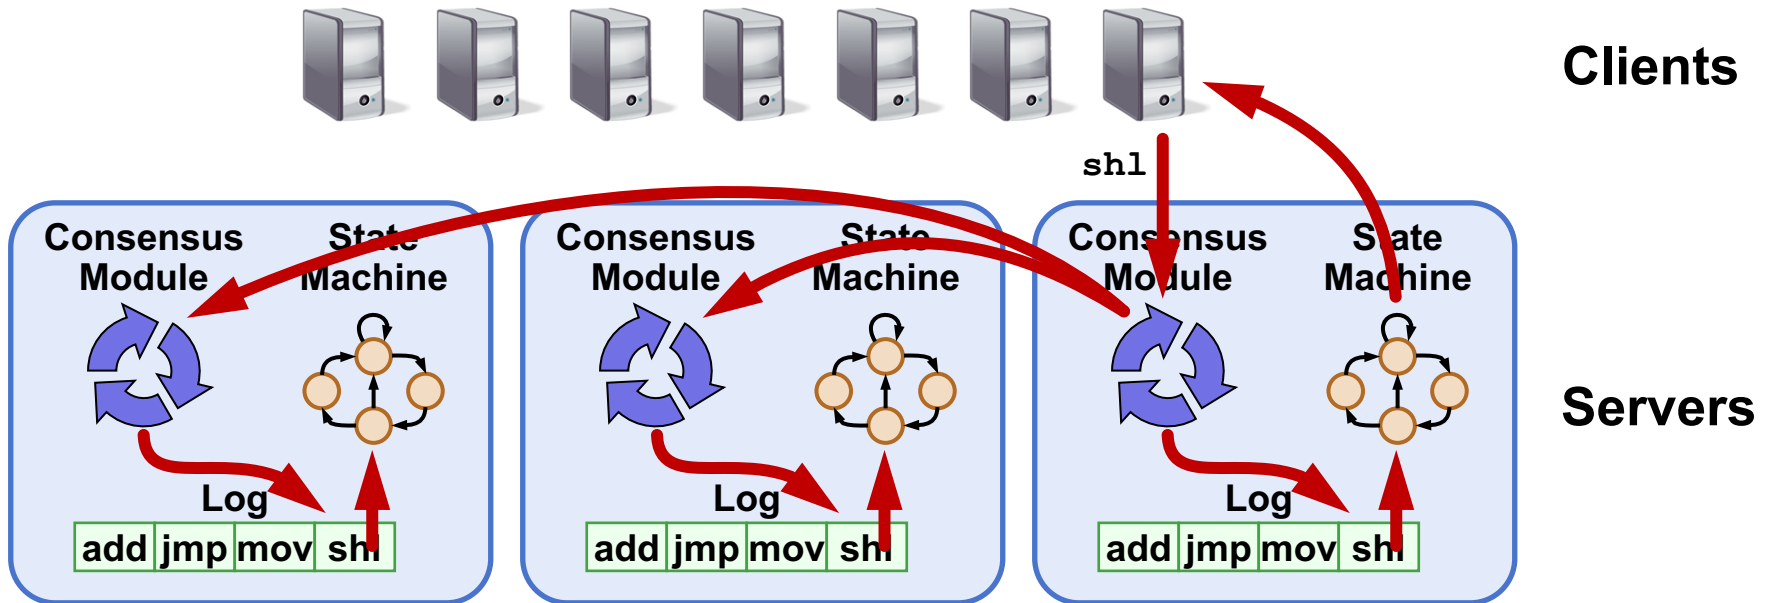 Clients
shl
Consensus Module
State Machine
Consensus Module
State Machine
Consensus Module
State Machine
Servers
Log
Log
Log
add jmp mov shl
add jmp mov shl
add jmp mov shl